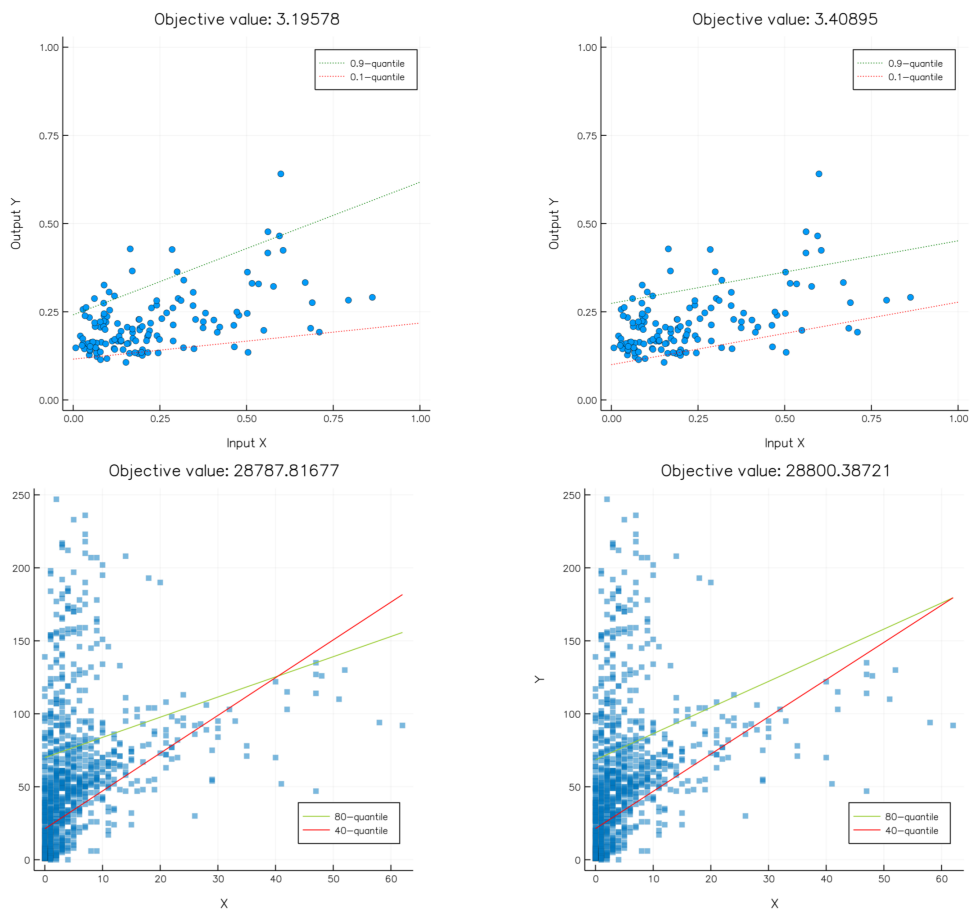 Objective value: 3.19578
1.00
0.75
0.50
0.25
0.00
Output Y
0.9-quantile
0.1-quantile
0.00 0.25 0.50 0.75 1.00
Input X
Objective value: 3.40895
1.00
0.75
0.50
0.25
0.00
Output Y
0.9-quantile
0.1-quantile
0.00 0.25 0.50 0.75 1.00
Input X
Objective value: 28787.81677
250
200
150
100
50
0
80-quantile
40-quantile
0 10 20 30 40 50 60
X
Objective value: 28800.38721
250
200
150
100
50
0
Y
80-quantile
40-quantile
0 10 20 30 40 50 60
X